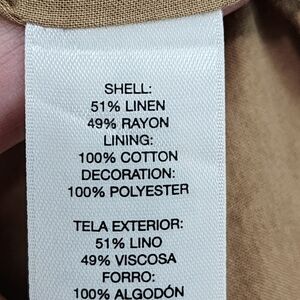 SHELL:
51% LINEN
49% RAYON
LINING:
100% COTTON
DECORATION:
100% POLYESTER
TELA EXTERIOR:
51% LINO
49% VISCOSA
FORRO:
100% ALGODÓN